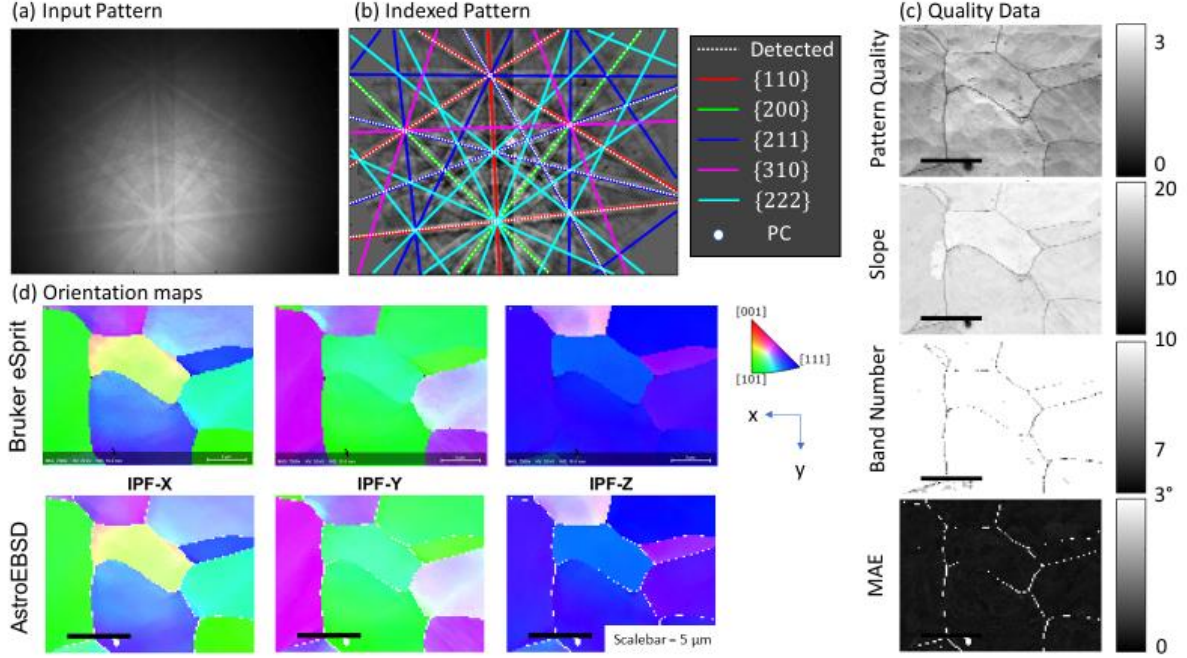 (a) Input Pattern
(b) Indexed Pattern
Detected
{110}
{200}
{211}
{310}
{222}
PC
(c) Quality Data
Pattern Quality
3
0
Slope
20
10
Band Number
10
7
MAE
3°
0
(d) Orientation maps
Bruker eSprit
[001]
[101]
[111]
x
y
IPF-X
IPF-Y
IPF-Z
AstroEBSD
Scalebar = 5 μm